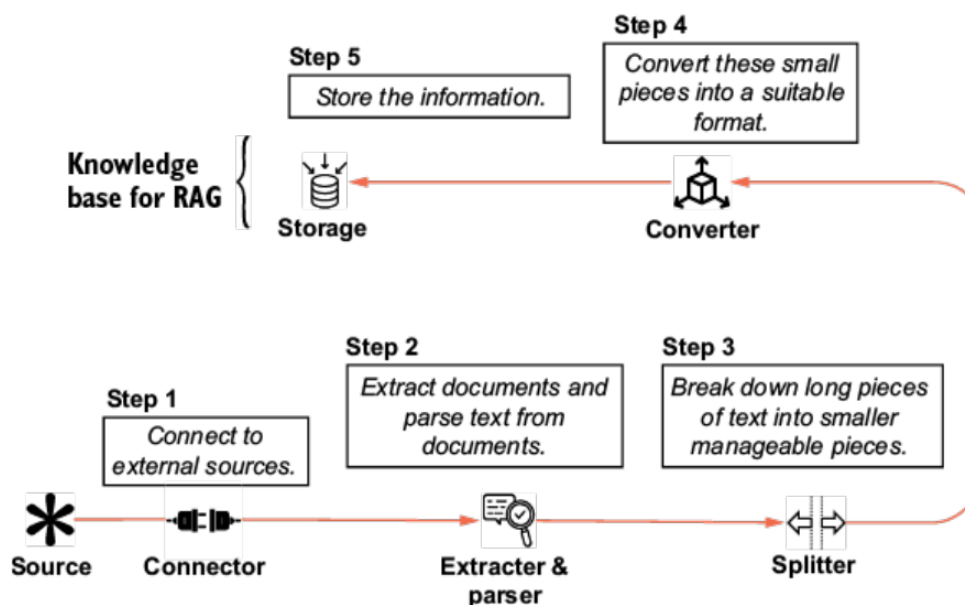 Step 4
Convert these small
pieces into a suitable
format.
Step 5
Store the information.
Knowledge
base for RAG
Storage
Converter
Step 1
Connect to
external sources.
Step 2
Extract documents and
parse text from
documents.
Step 3
Break down long pieces
of text into smaller
manageable pieces.
Source
Connector
Extracter &
parser
Splitter